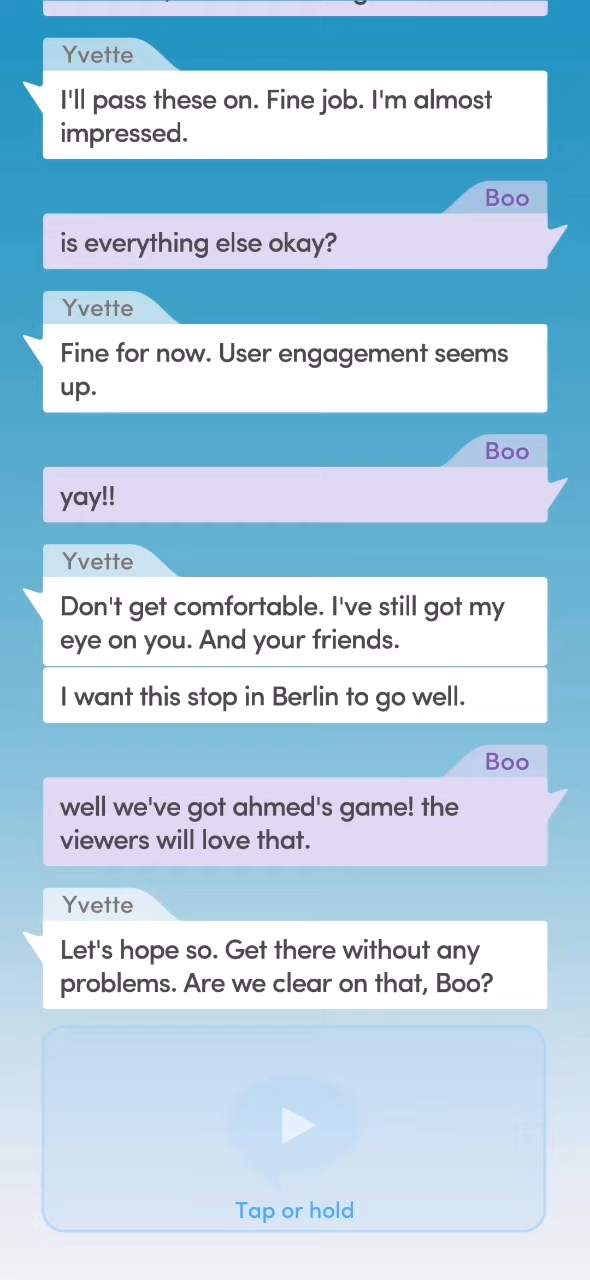 Yvette
I'll pass these on. Fine job. I'm almost
impressed.
Boo
is everything else okay?
Yvette
Fine for now. User engagement seems
up.
Boo
yay!!
Yvette
Don't get comfortable. I've still got my
eye on you. And your friends.
I want this stop in Berlin to go well.
Boo
well we've got ahmed's game! the
viewers will love that.
Yvette
Let's hope so. Get there without any
problems. Are we clear on that, Boo?
Tap or hold